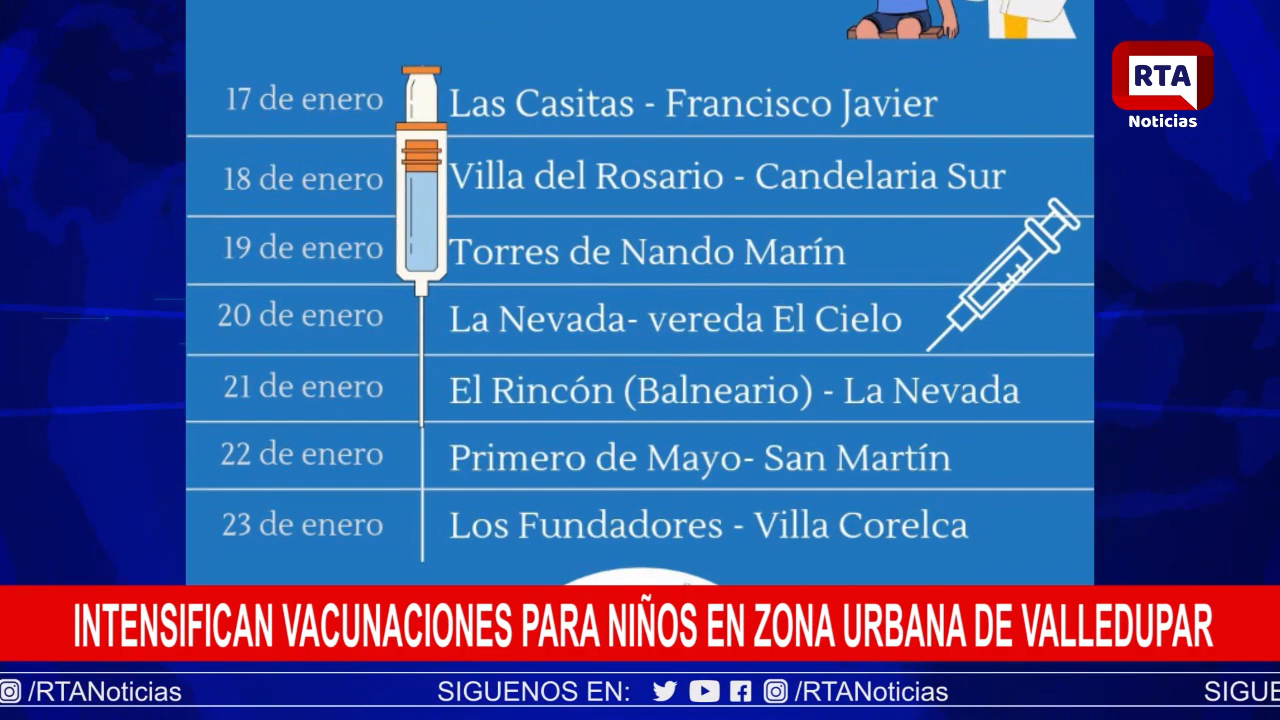 17 de enero Las Casitas - Francisco Javier
18 de enero Villa del Rosario - Candelaria Sur
19 de enero Torres de Nando Marín
20 de enero La Nevada- vereda El Cielo
21 de enero El Rincón (Balneario) - La Nevada
22 de enero Primero de Mayo- San Martín
23 de enero Los Fundadores - Villa Corelca
RTA
Noticias
INTENSIFICAN VACUNACIONES PARA NIÑOS EN ZONA URBANA DE VALLEDUPAR
/RTANoticias SIGUENOS EN: /RTANoticias SIGUE